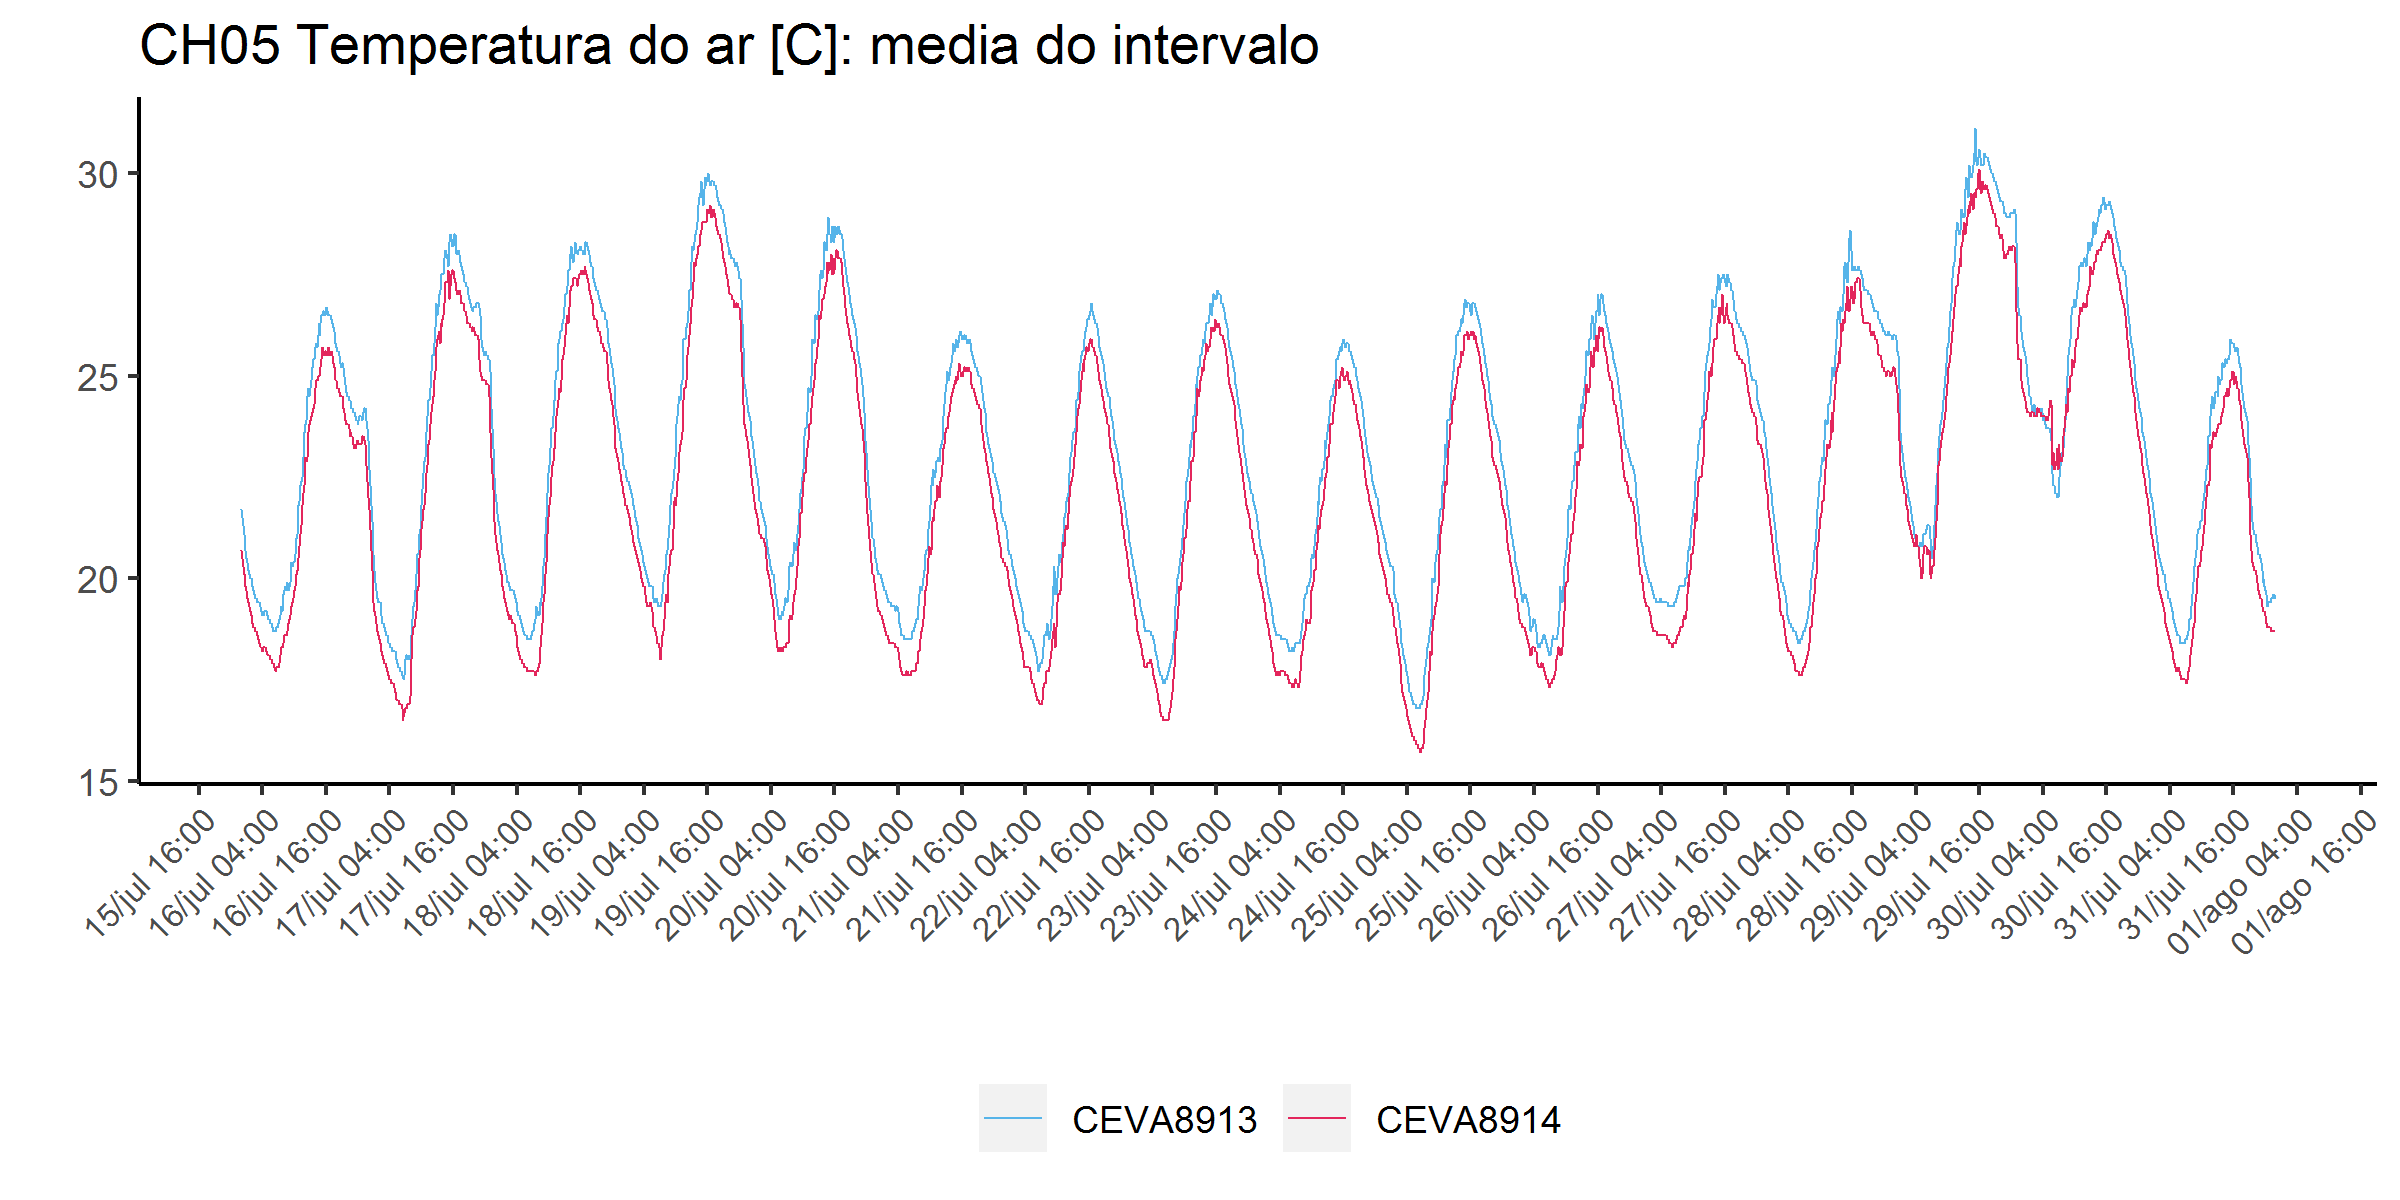 CH05 Temperatura do ar [C]: media do intervalo
30
25
20
15
15/jul 16:00
16/jul 04:00
16/jul 16:00
17/jul 04:00
17/jul 16:00
18/jul 04:00
18/jul 16:00
19/jul 04:00
19/jul 16:00
20/jul 04:00
20/jul 16:00
21/jul 04:00
21/jul 16:00
22/jul 04:00
22/jul 16:00
23/jul 04:00
23/jul 16:00
24/jul 04:00
24/jul 16:00
25/jul 04:00
25/jul 16:00
26/jul 04:00
26/jul 16:00
27/jul 04:00
27/jul 16:00
28/jul 04:00
28/jul 16:00
29/jul 04:00
29/jul 16:00
30/jul 04:00
30/jul 16:00
31/jul 04:00
31/jul 16:00
01/ago 04:00
01/ago 16:00
CEVA8913 CEVA8914